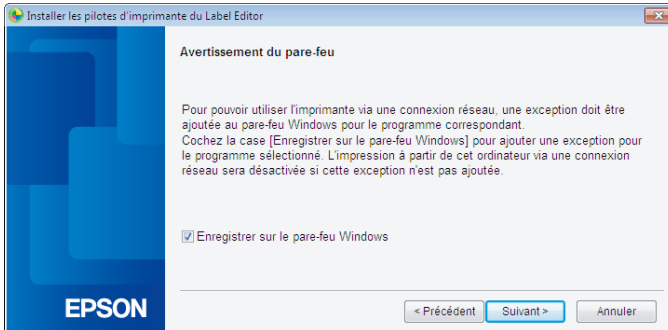 Installer les pilotes d'imprimante du Label Editor
Avertissement du pare-feu
Pour pouvoir utiliser l'imprimante via une connexion réseau, une exception doit être
ajoutée au pare-feu Windows pour le programme correspondant.
Cochez la case [Enregistrer sur le pare-feu Windows] pour ajouter une exception pour
le programme sélectionné. L'impression à partir de cet ordinateur via une connexion
réseau sera désactivée si cette exception n'est pas ajoutée.
Enregistrer sur le pare-feu Windows
EPSON
< Précédent Suivant > Annuler